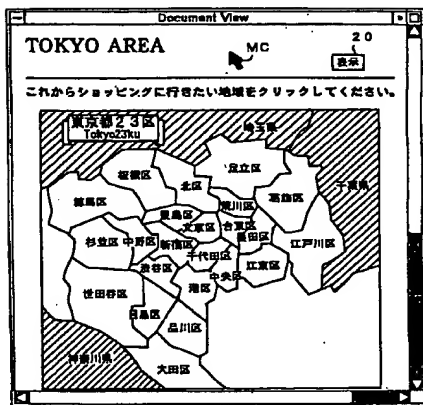 Document View
TOKYO AREA
MC
20
表示
これからショッピングに行きたい地域をクリックしてください。
東京都23区
Tokyo23ku
埼玉県
千葉県
足立区
板橋区
北区
葛飾区
練馬区
荒川区
豊島区
文京区
台東区
墨田区
江戸川区
杉並区
中野区
新宿区
千代田区
渋谷区
中央区
江東区
世田谷区
港区
目黒区
品川区
神奈川県
大田区